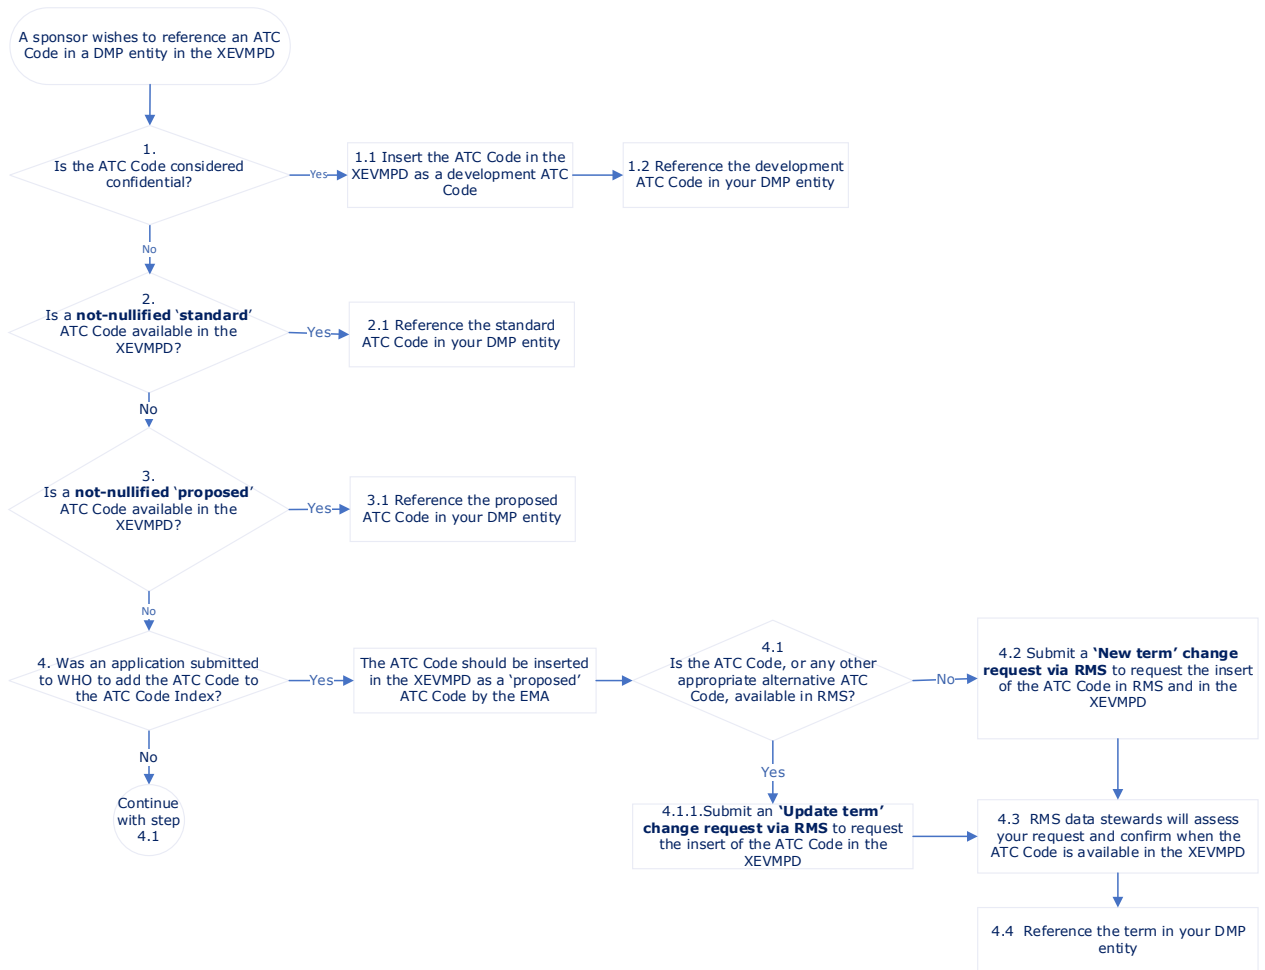 A sponsor wishes to reference an ATC
Code in a DMP entity in the XEVMPD
1.
Is the ATC Code considered
confidential?
Yes
1.1 Insert the ATC Code in the
XEVMPD as a development ATC
Code
1.2 Reference the development
ATC Code in your DMP entity
No
2.
Is a not-nullified ‘standard’
ATC Code available in the
XEVMPD?
Yes
2.1 Reference the standard
ATC Code in your DMP entity
No
3.
Is a not-nullified ‘proposed’
ATC Code available in the
XEVMPD?
Yes
3.1 Reference the proposed
ATC Code in your DMP entity
No
4. Was an application submitted
to WHO to add the ATC Code to
the ATC Code Index?
Yes
The ATC Code should be inserted
in the XEVMPD as a ‘proposed’
ATC Code by the EMA
4.1
Is the ATC Code, or any other
appropriate alternative ATC
Code, available in RMS?
No
4.2 Submit a ‘New term’ change
request via RMS to request the insert
of the ATC Code in RMS and in the
XEVMPD
No
Continue
with step
4.1
Yes
4.1.1.Submit an ‘Update term’
change request via RMS to request
the insert of the ATC Code in the
XEVMPD
4.3 RMS data stewards will assess
your request and confirm when the
ATC Code is available in the XEVMPD
4.4 Reference the term in your DMP
entity